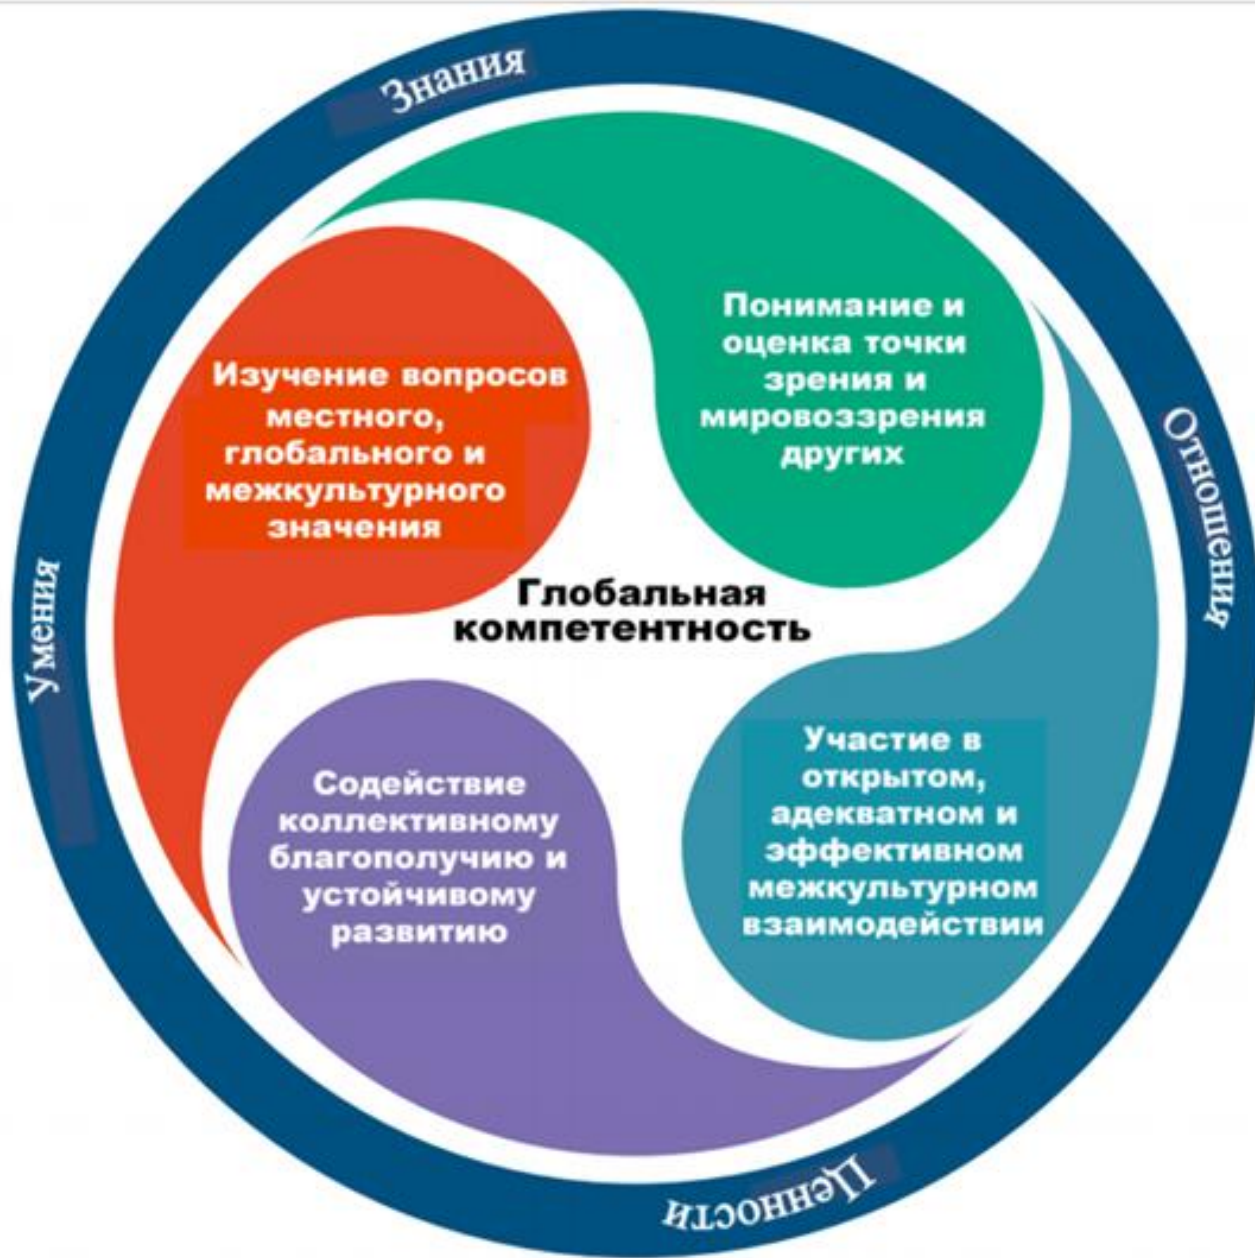 Знания
Понимание и
оценка точки
зрения и
мировоззрения
других
Изучение вопросов
местного,
глобального и
межкультурного
значения
Отношения
Умения
Глобальная
компетентность
Содействие
коллективному
благополучию и
устойчивому
развитию
Участие в
открытом,
адекватном и
эффективном
межкультурном
взаимодействии
Ценности